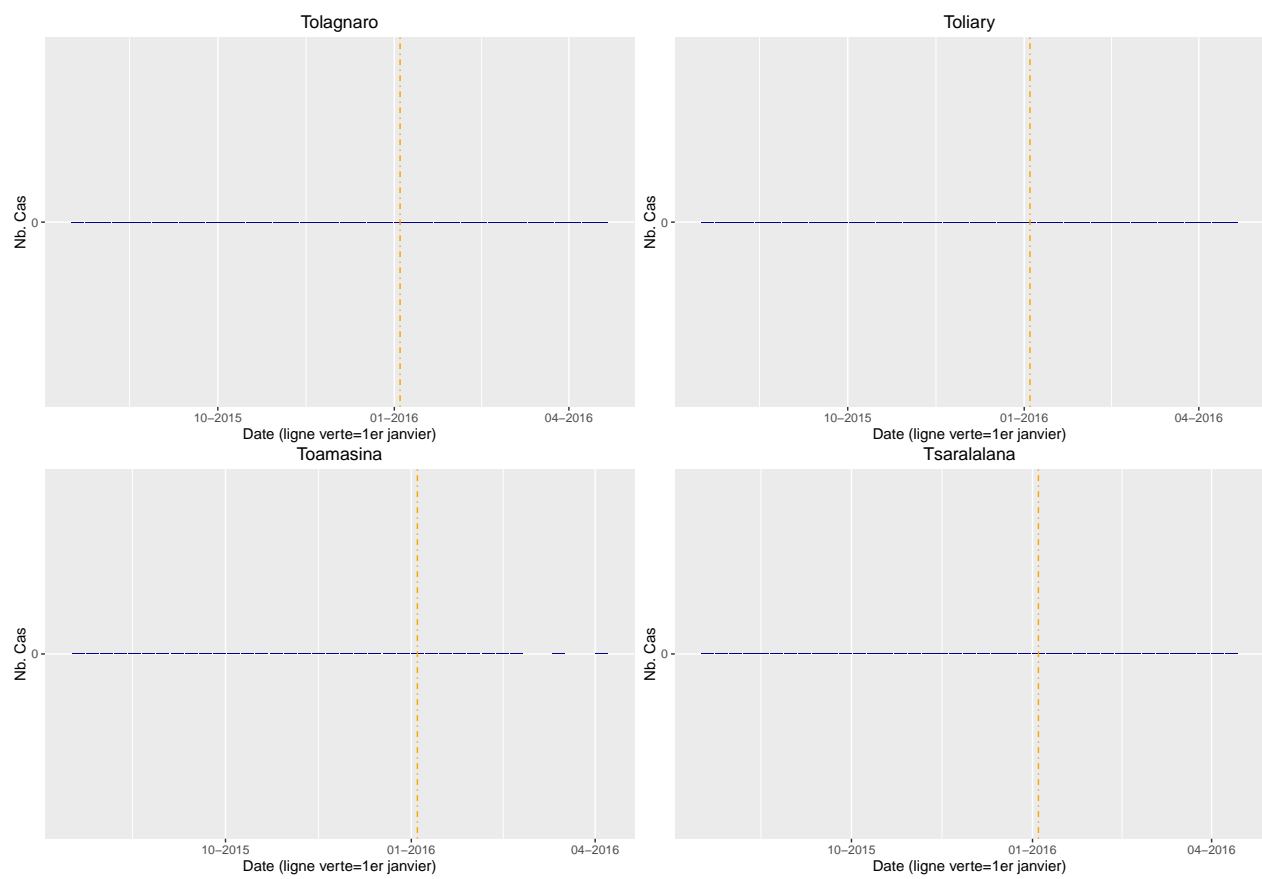 Tolagnaro
Nb. Cas
0
10–2015 01–2016 04–2016
Date (ligne verte=1er janvier)
Toliary
Nb. Cas
0
10–2015 01–2016 04–2016
Date (ligne verte=1er janvier)
Toamasina
Nb. Cas
0
10–2015 01–2016 04–2016
Date (ligne verte=1er janvier)
Tsaralalana
Nb. Cas
0
10–2015 01–2016 04–2016
Date (ligne verte=1er janvier)